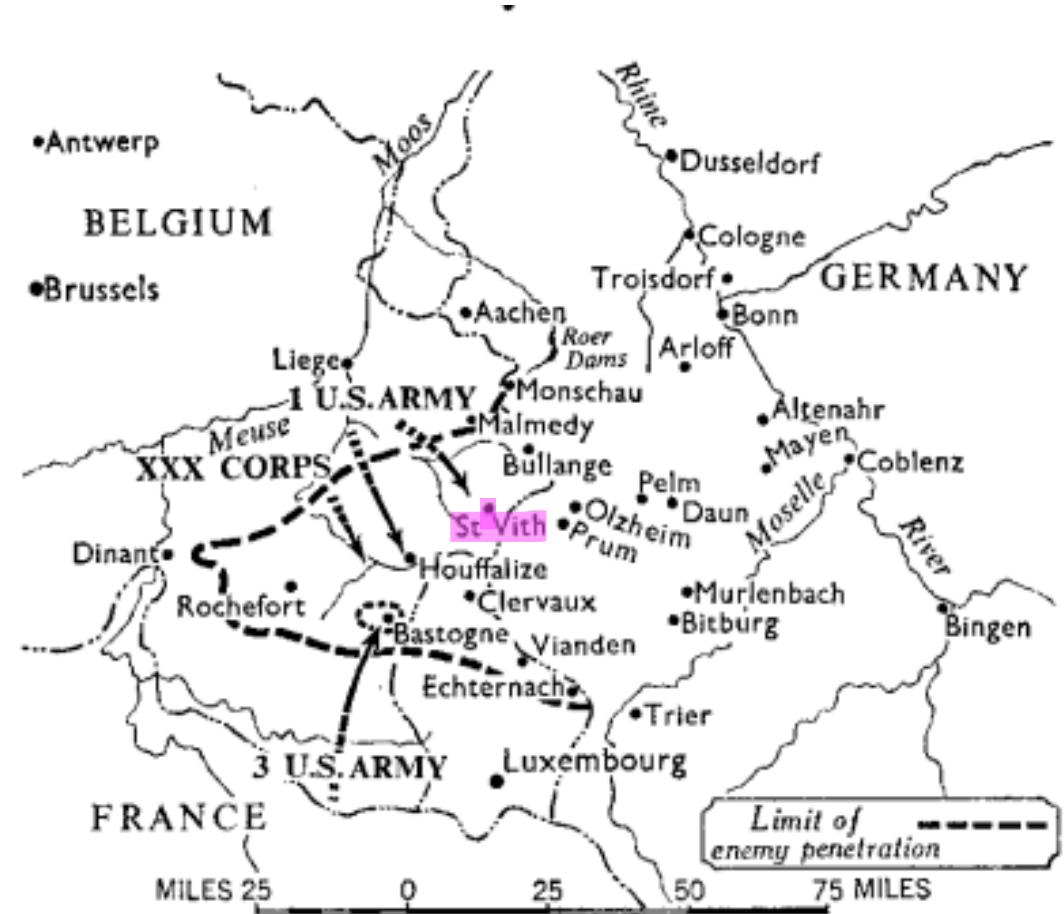 Rhine
Moos
Antwerp
Dusseldorf
BELGIUM
Cologne
Troisdorf
GERMANY
Brussels
Aachen
Bonn
Roer
Dams
Arloff
Liege
Monschau
1 U.S. ARMY
Altenahr
Malmedy
Meuse
Mayen
XXX CORPS
Bullange
Coblenz
Pelm
Moselle
St Vith
Olzheim
Daun
Prum
River
Dinant
Houffalize
Rochefort
Clervaux
Murlenbach
Bastogne
Bitburg
Bingen
Vianden
Echternach
Trier
3 U.S. ARMY
Luxembourg
FRANCE
Limit of
enemy penetration
MILES 25 0 25 50 75 MILES